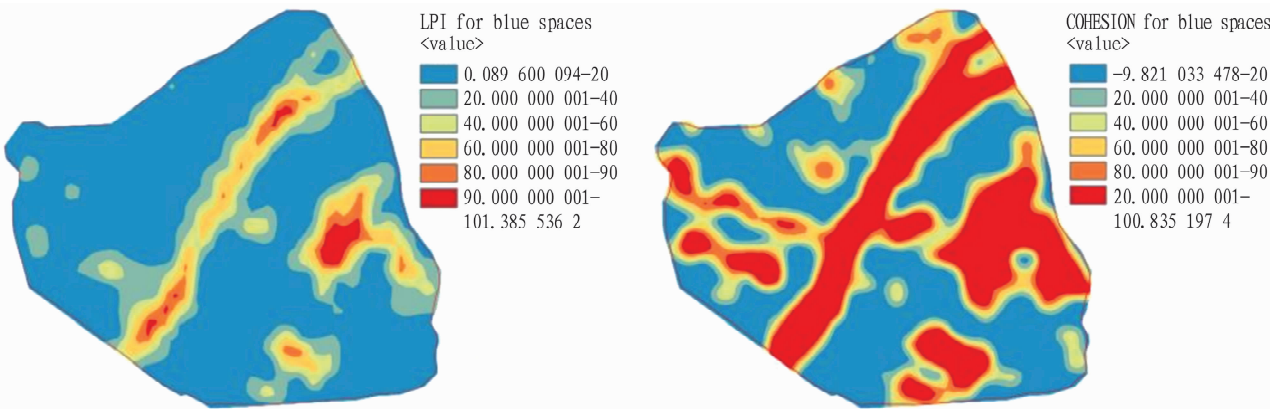 LPI for blue spaces
<value>
0.089 600 094-20
20.000 000 001-40
40.000 000 001-60
60.000 000 001-80
80.000 000 001-90
90.000 000 001-
101.385 536 2
COHESION for blue spaces
<value>
-9.821 033 478-20
20.000 000 001-40
40.000 000 001-60
60.000 000 001-80
80.000 000 001-90
20.000 000 001-
100.835 197 4